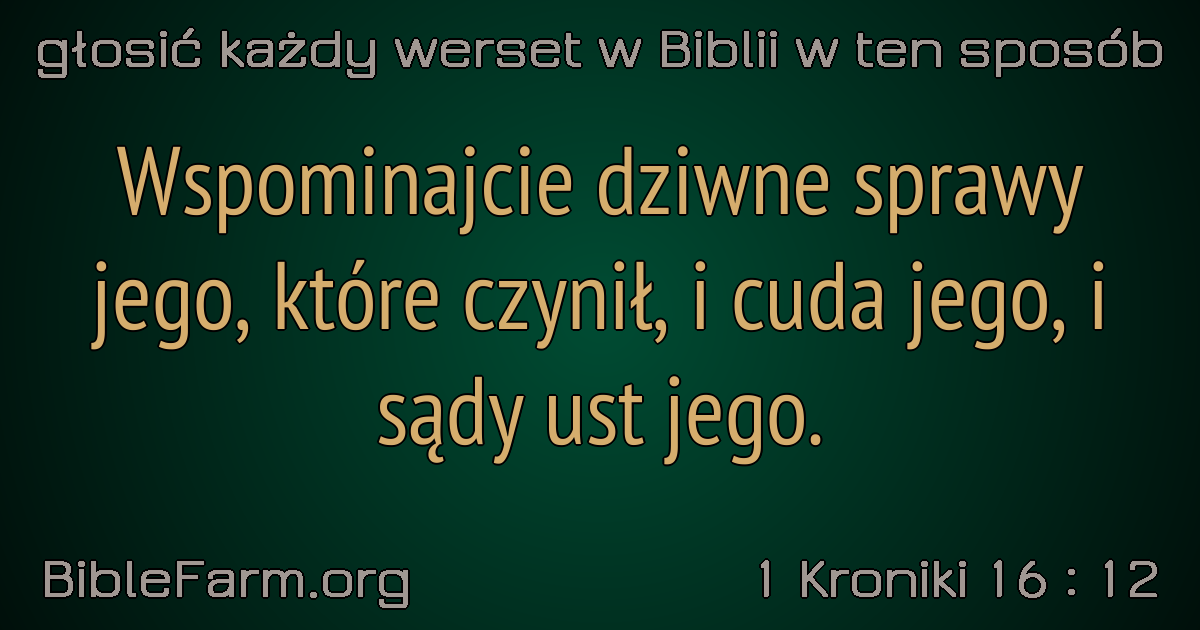 głosić każdy werset w Biblii w ten sposób
Wspominajcie dziwne sprawy
jego, które czynił, i cuda jego, i
sądy ust jego.
BibleFarm.org
1 Kroniki 16 : 12